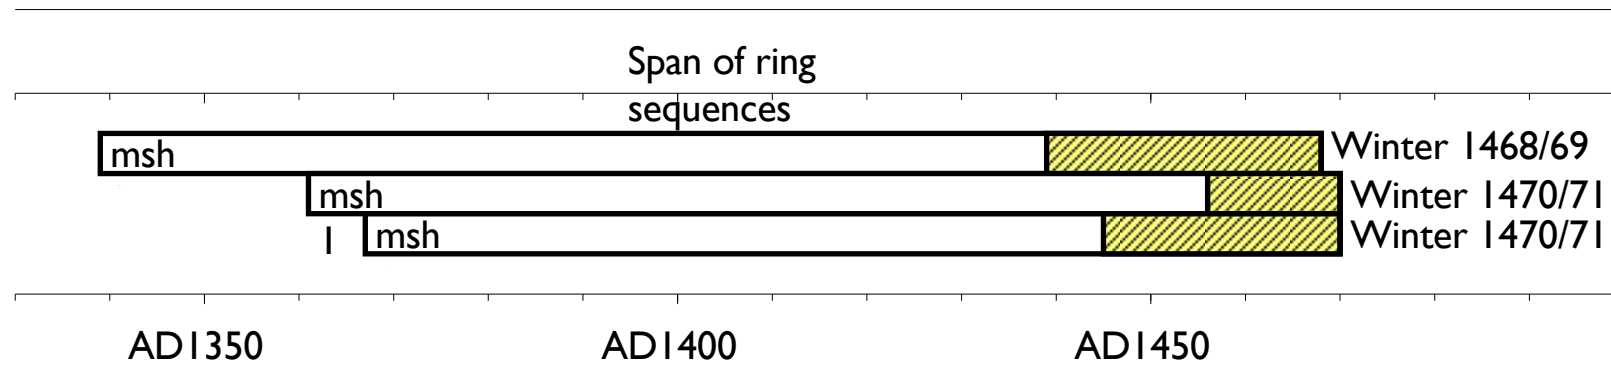 Span of ring
sequences
msh Winter 1468/69
msh Winter 1470/71
1 msh Winter 1470/71
AD1350 AD1400 AD1450